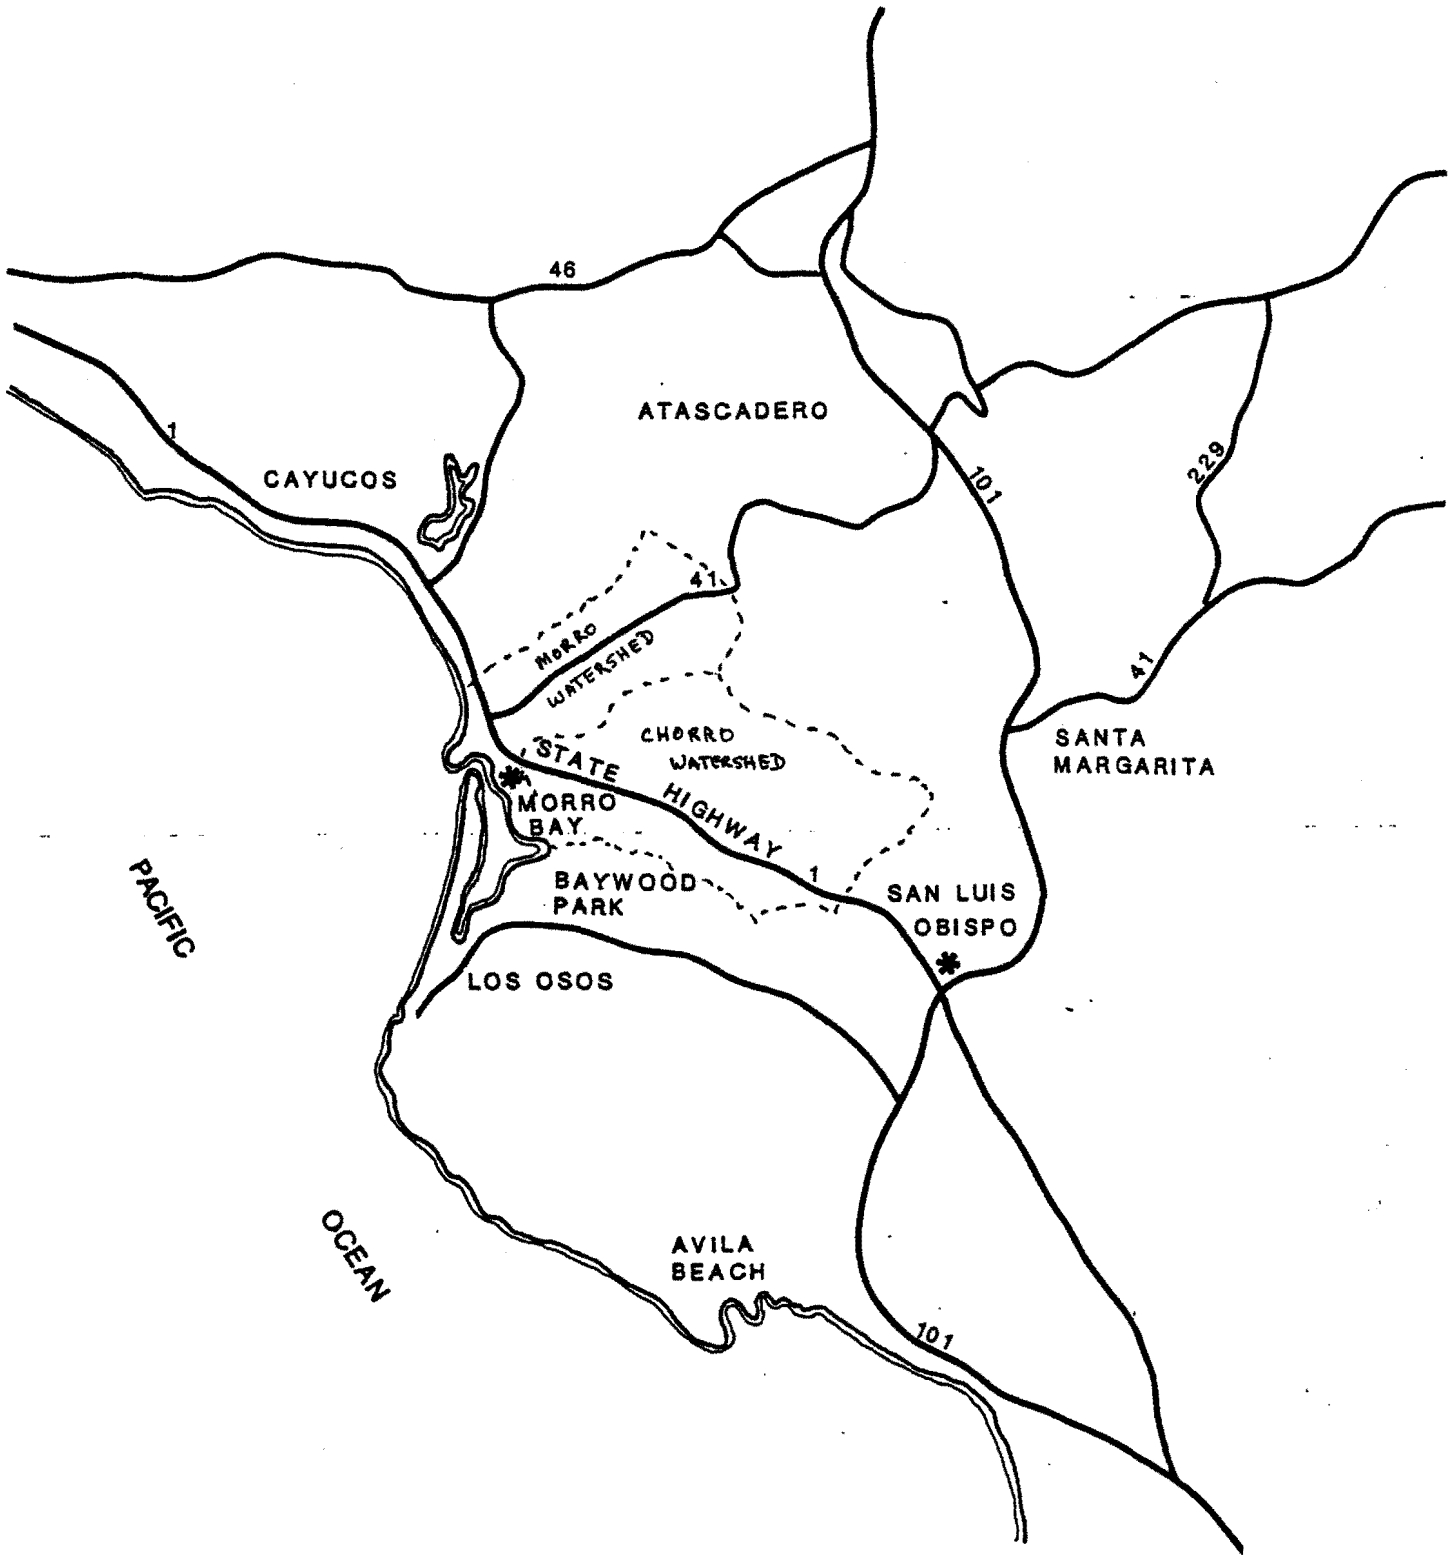 46
ATASCADERO
1
CAYUCOS
101
229
41
MORRO
WATERSHED
41
CHORRO
WATERSHED
SANTA
MARGARITA
STATE
HIGHWAY
1
MORRO
BAY
PACIFIC
BAYWOOD
PARK
SAN LUIS
OBISPO
LOS OSOS
OCEAN
AVILA
BEACH
101